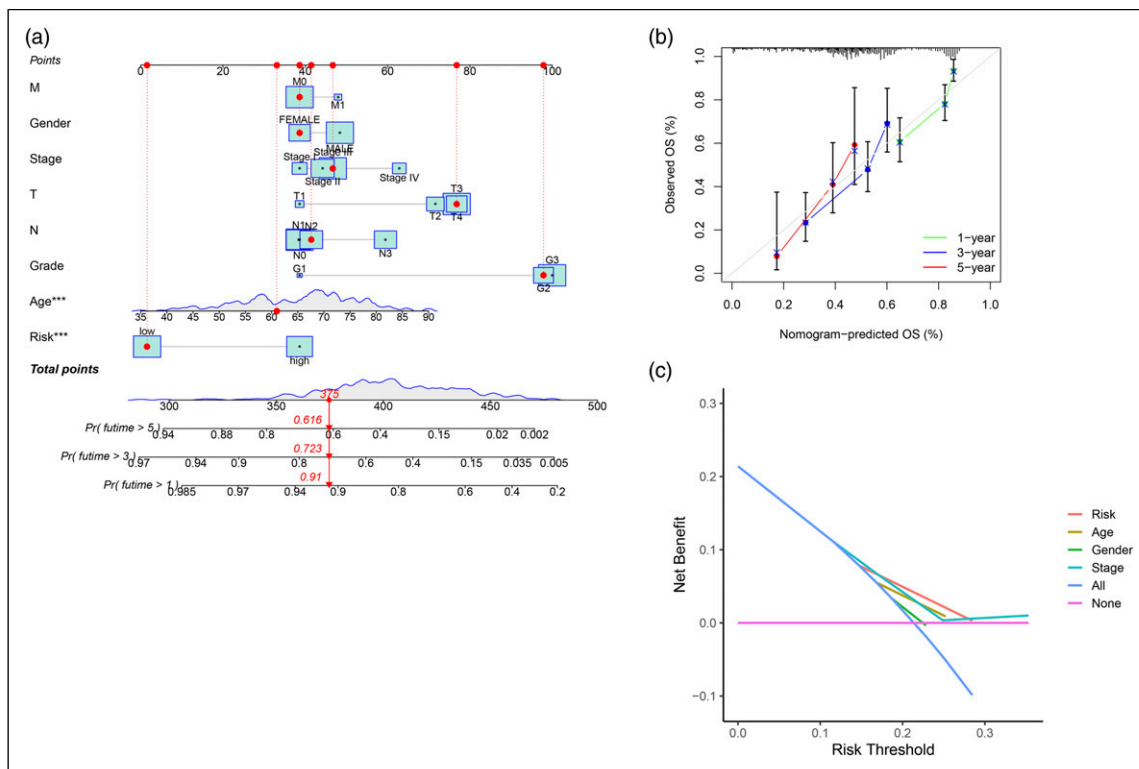 (a)
Points
0 20 40 60 80 100
M
M0
M1
Gender
FEMALE
MALE
Stage
Stage I
Stage III
Stage II
Stage IV
T
T1
T3
T2
T4
N
N1
N2
N0
N3
Grade
G1
G3
G2
Age***
35 45 50 55 60 65 70 75 80 85 90
Risk***
low
high
Total points
375
300 350 400 450 500
0.616
Pr( futime > 5 )
0.94 0.88 0.8 0.6 0.4 0.15 0.02 0.002
0.723
Pr( futime > 3 )
0.97 0.94 0.9 0.8 0.6 0.4 0.15 0.035 0.005
0.91
Pr( futime > 1 )
0.985 0.97 0.94 0.9 0.8 0.6 0.4 0.2
(b)
Observed OS (%)
1.0
0.8
0.6
0.4
0.2
0.0
1-year
3-year
5-year
0.0 0.2 0.4 0.6 0.8 1.0
Nomogram-predicted OS (%)
(c)
Net Benefit
0.3
0.2
0.1
0.0
-0.1
0.0 0.1 0.2 0.3
Risk Threshold
Risk
Age
Gender
Stage
All
None